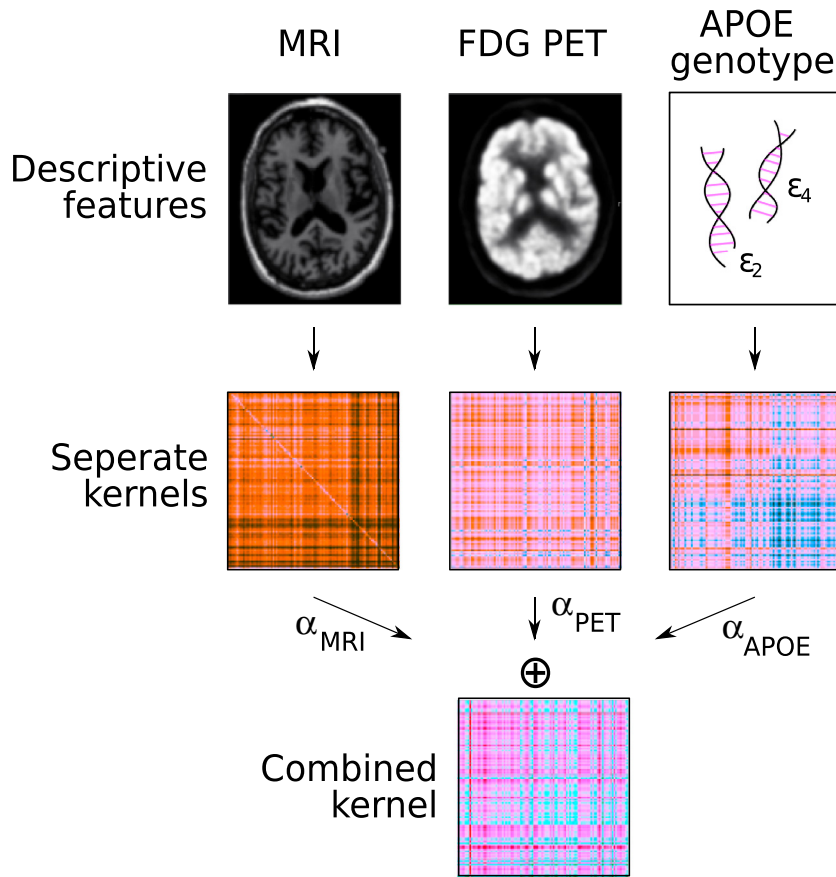 MRI
FDG PET
APOE
genotype
Descriptive
features
ε4
ε2
Seperate
kernels
αMRI
αPET
αAPOE
⊕
Combined
kernel